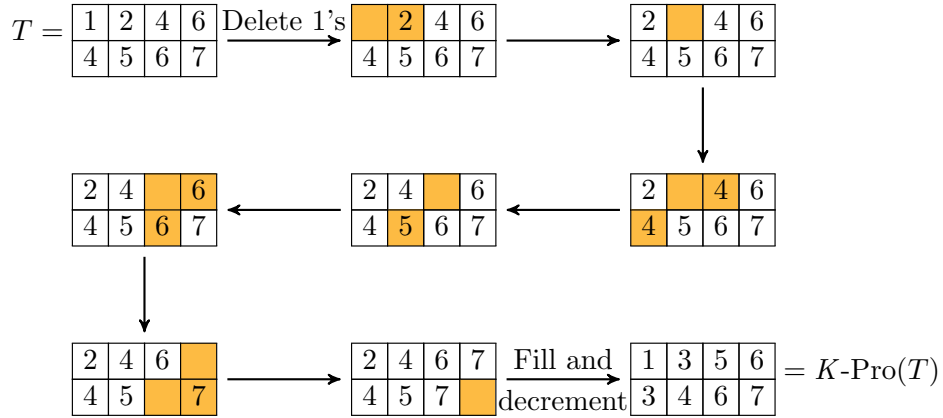 T = 1 2 4 6 Delete 1's 2 4 6 2 4 6
4 5 6 7 4 5 6 7 4 5 6 7
2 4 6 2 4 6 2 4 6
4 5 6 7 4 5 6 7 4 5 6 7
2 4 6 2 4 6 7 Fill and 1 3 5 6 = K-Pro(T)
4 5 7 4 5 7 decrement 3 4 6 7